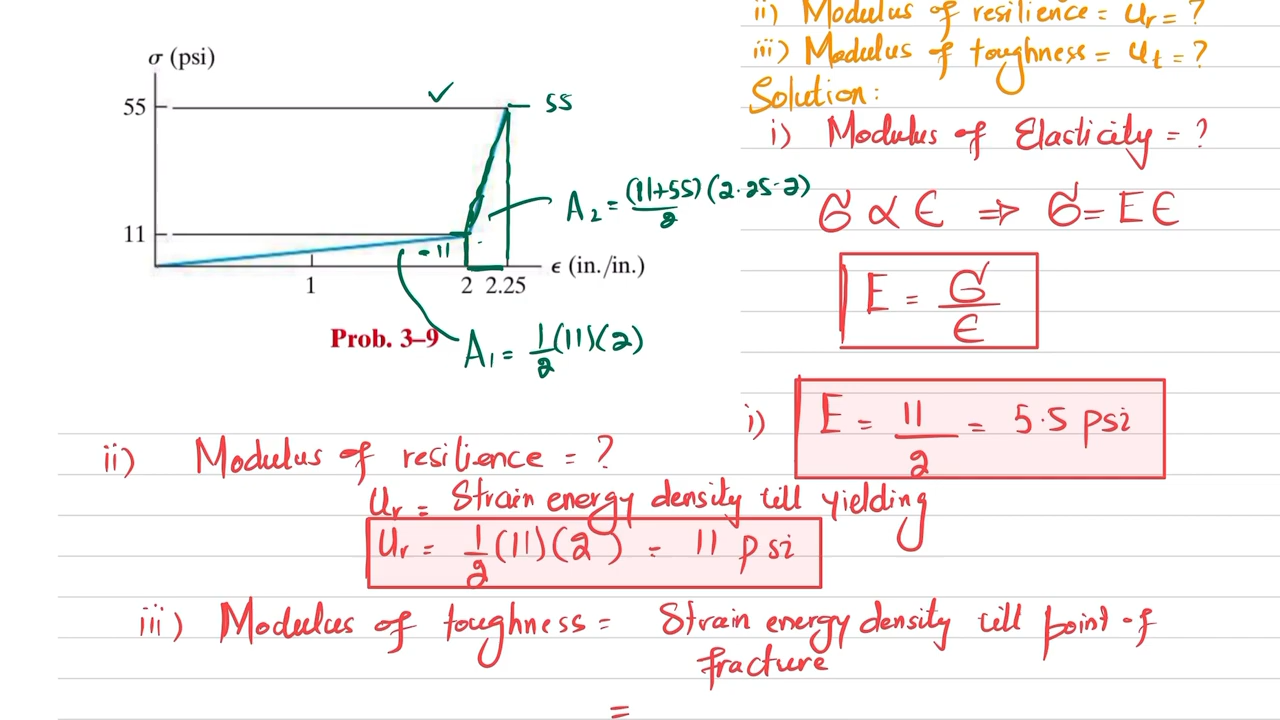 ii) Modulus of resilience = Ur = ?
iii) Modulus of toughness = Ut = ?
Solution:
i) Modulus of Elasticity = ?
σ ∝ ϵ ⇒ σ = E ϵ
E = σ/ϵ
i) E = 11/2 = 5.5 psi
σ (psi)
55
✓
55
11
11
A₂ = (11+55)(2.25-2)/2
ϵ (in./in.)
1
2
2.25
Prob. 3–9
A₁ = 1/2(11)(2)
ii) Modulus of resilience = ?
Ur = Strain energy density till yielding
Ur = 1/2(11)(2) = 11 psi
iii) Modulus of toughness = Strain energy density till point of
fracture
=